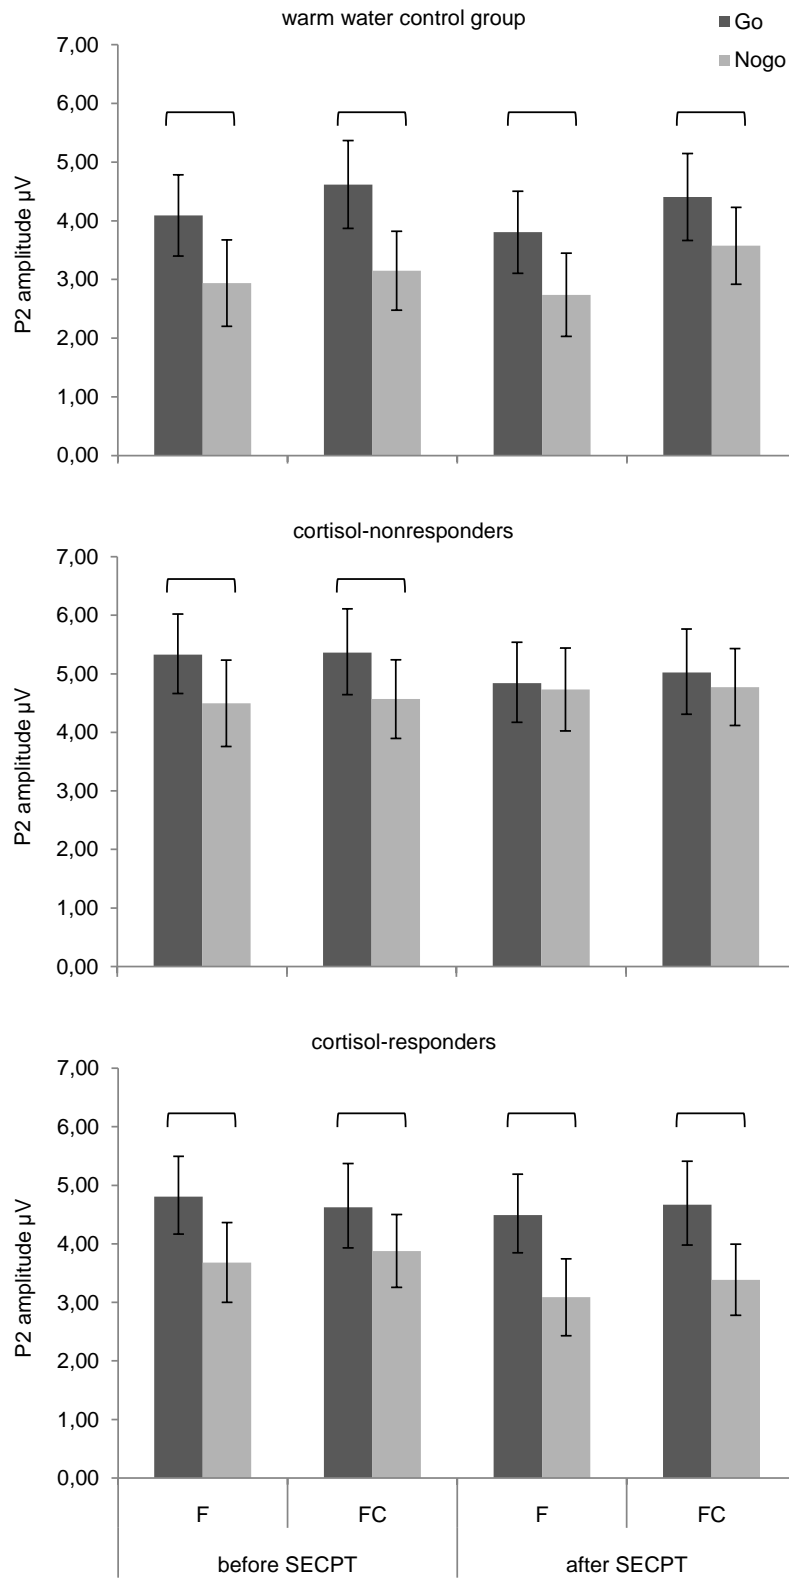 warm water control group
Go
Nogo
7,00
6,00
5,00
4,00
3,00
2,00
1,00
0,00
P2 amplitude µV
cortisol-nonresponders
7,00
6,00
5,00
4,00
3,00
2,00
1,00
0,00
P2 amplitude µV
cortisol-responders
7,00
6,00
5,00
4,00
3,00
2,00
1,00
0,00
P2 amplitude µV
F FC F FC
before SECPT after SECPT